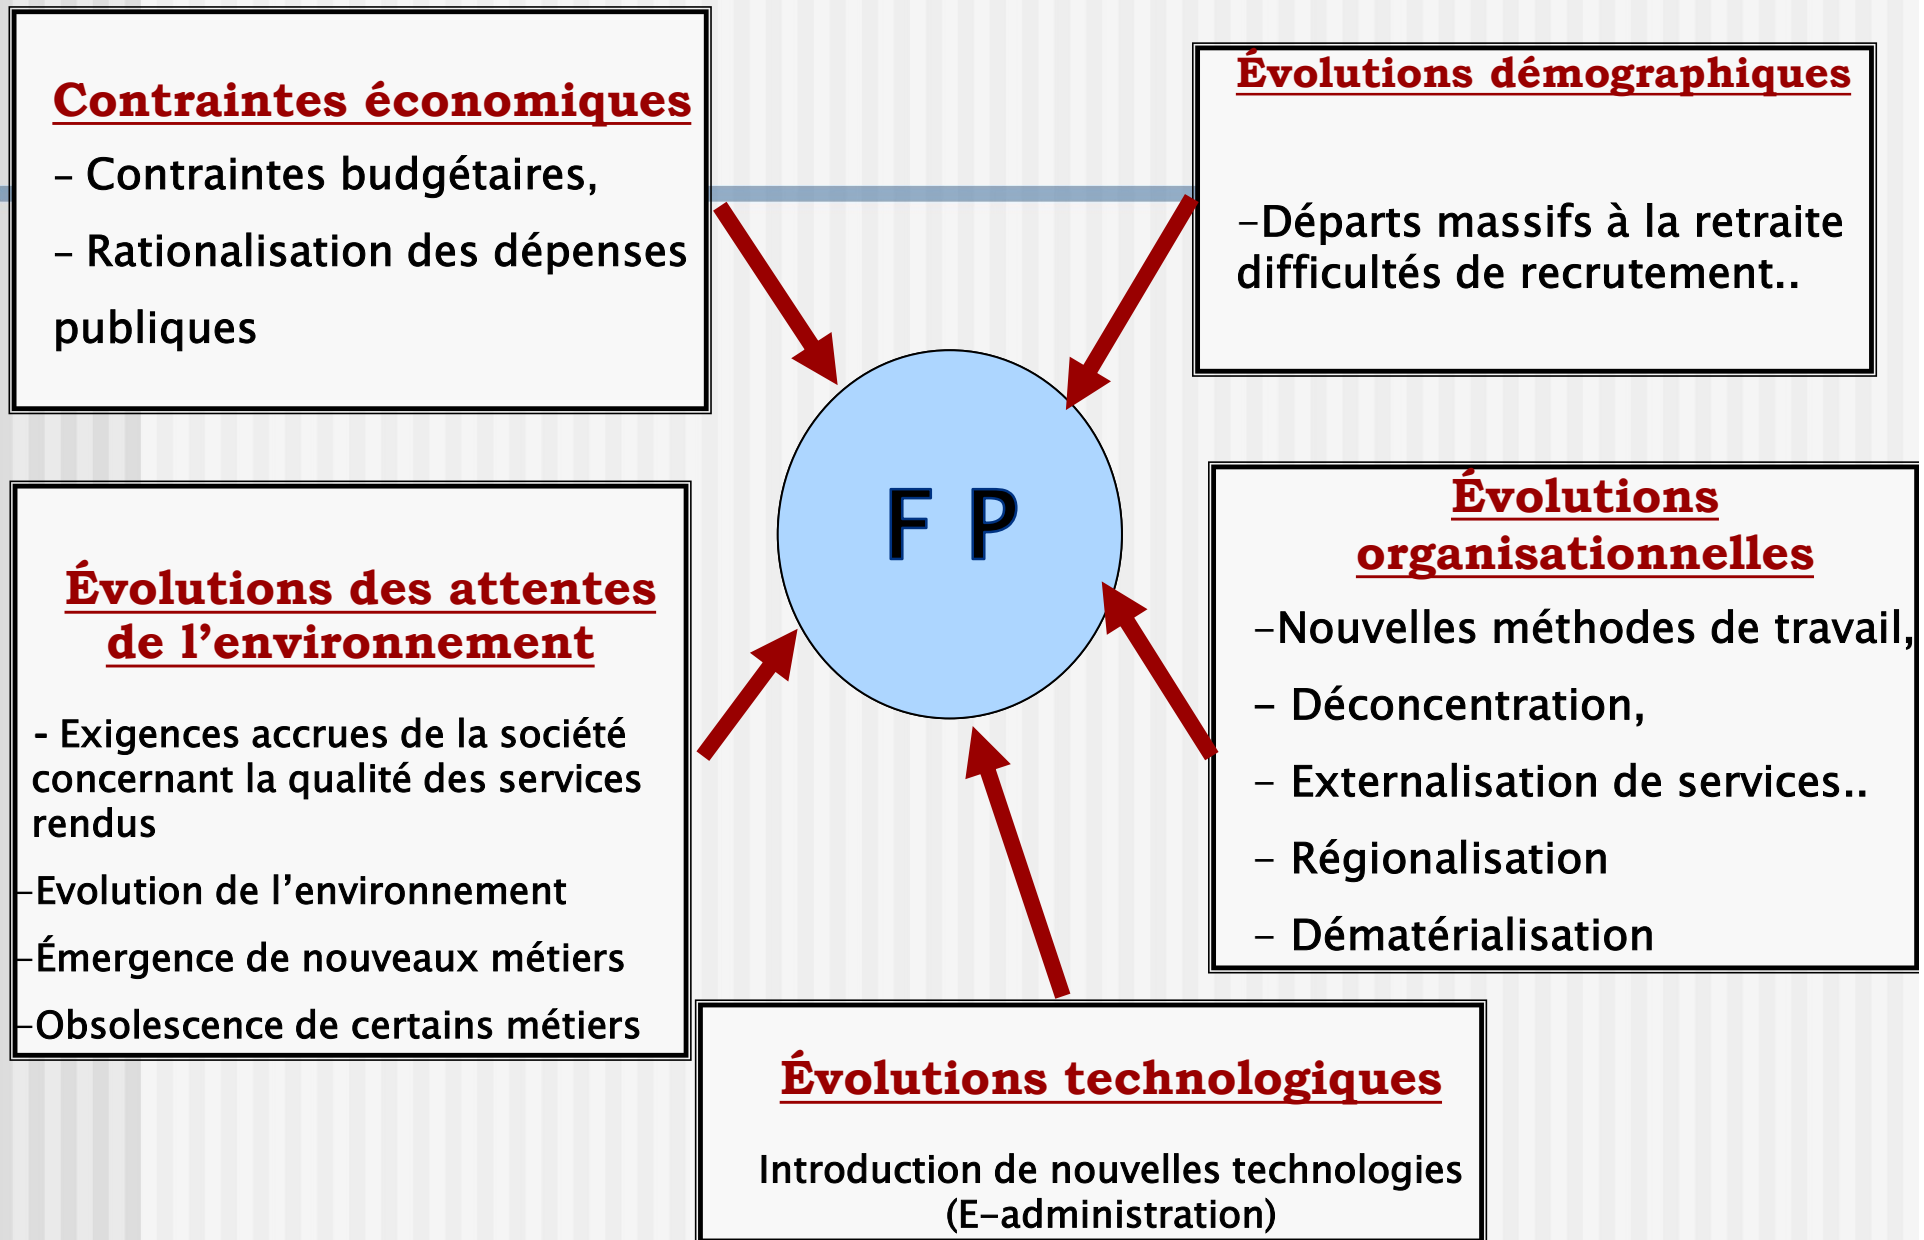 Contraintes économiques
– Contraintes budgétaires,
– Rationalisation des dépenses
publiques
Évolutions démographiques
–Départs massifs à la retraite
difficultés de recrutement..
F P
Évolutions des attentes
de l’environnement
- Exigences accrues de la société
concernant la qualité des services
rendus
–Evolution de l’environnement
–Émergence de nouveaux métiers
–Obsolescence de certains métiers
Évolutions
organisationnelles
–Nouvelles méthodes de travail,
– Déconcentration,
– Externalisation de services..
– Régionalisation
– Dématérialisation
Évolutions technologiques
Introduction de nouvelles technologies
(E–administration)